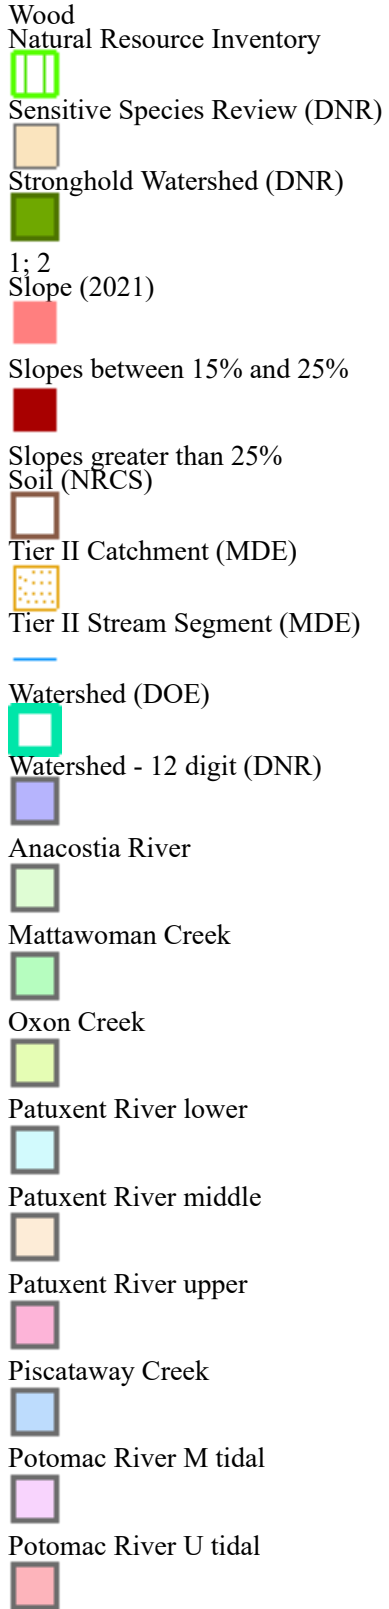 Wood
Natural Resource Inventory
Sensitive Species Review (DNR)
Stronghold Watershed (DNR)
1; 2
Slope (2021)
Slopes between 15% and 25%
Slopes greater than 25%
Soil (NRCS)
Tier II Catchment (MDE)
Tier II Stream Segment (MDE)
Watershed (DOE)
Watershed - 12 digit (DNR)
Anacostia River
Mattawoman Creek
Oxon Creek
Patuxent River lower
Patuxent River middle
Patuxent River upper
Piscataway Creek
Potomac River M tidal
Potomac River U tidal